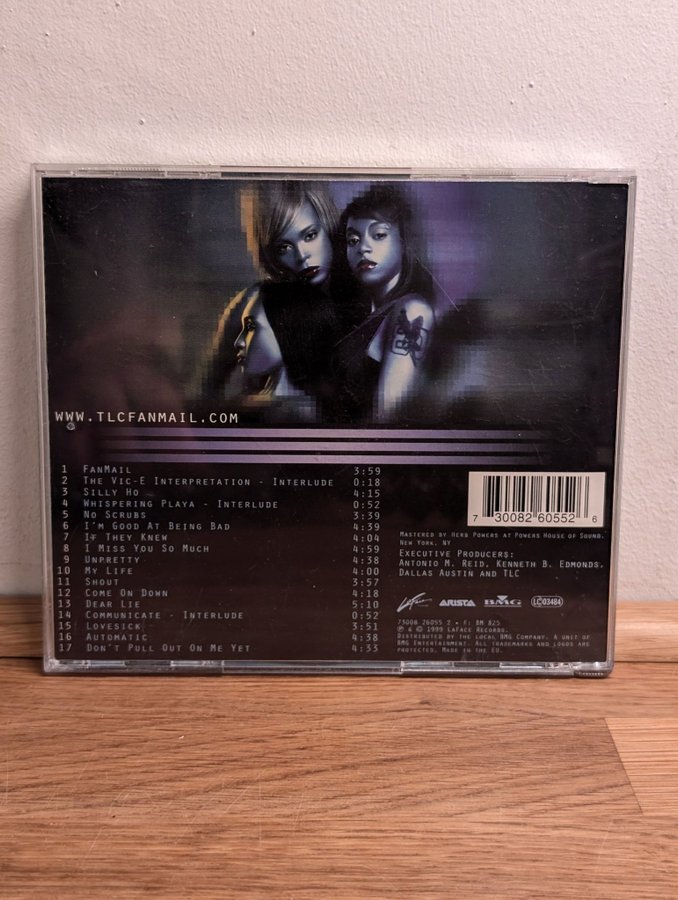 WWW.TLCFANMAIL.COM
1 FanMail 3:59
2 The Vic-E Interpretation - Interlude 0:18
3 Silly Ho 4:15
4 Whispering Playa - Interlude 0:52
5 No Scrubs 3:39
6 I'm Good At Being Bad 4:39
7 If They Knew 4:04
8 I Miss You So Much 4:59
9 Unpretty 4:38
10 My Life 4:00
11 Shout 3:57
12 Come On Down 4:18
13 Dear Lie 5:10
14 Communicate - Interlude 0:52
15 Lovesick 3:51
16 Automatic 4:38
17 Don't Pull Out On Me Yet 4:33
7 30082 60552 6
Mastered by Herb Powers at Powers House of Sound,
New York, NY
Executive Producers:
Antonio M. Reid, Kenneth B. Edmonds,
Dallas Austin and TLC
LaFace ARISTA BMG LC 03484
73008 26055 2 · F: BM 825
℗ & © 1999 LaFace Records.
Distributed by the local BMG Company. A unit of
BMG Entertainment. All trademarks and logos are
protected. Made in the EU.